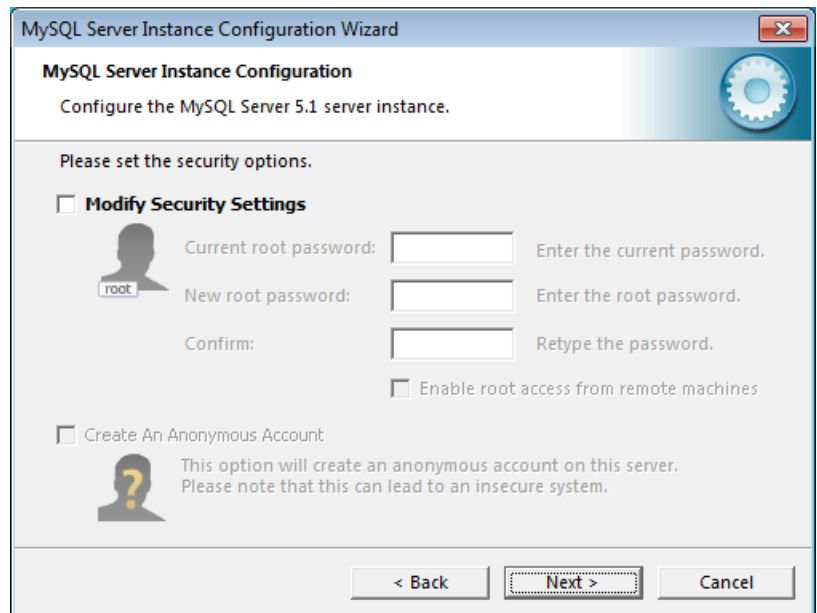 MySQL Server Instance Configuration Wizard
MySQL Server Instance Configuration
Configure the MySQL Server 5.1 server instance.
Please set the security options.
Modify Security Settings
root
Current root password: Enter the current password.
New root password: Enter the root password.
Confirm: Retype the password.
Enable root access from remote machines
Create An Anonymous Account
?
This option will create an anonymous account on this server.
Please note that this can lead to an insecure system.
< Back Next > Cancel